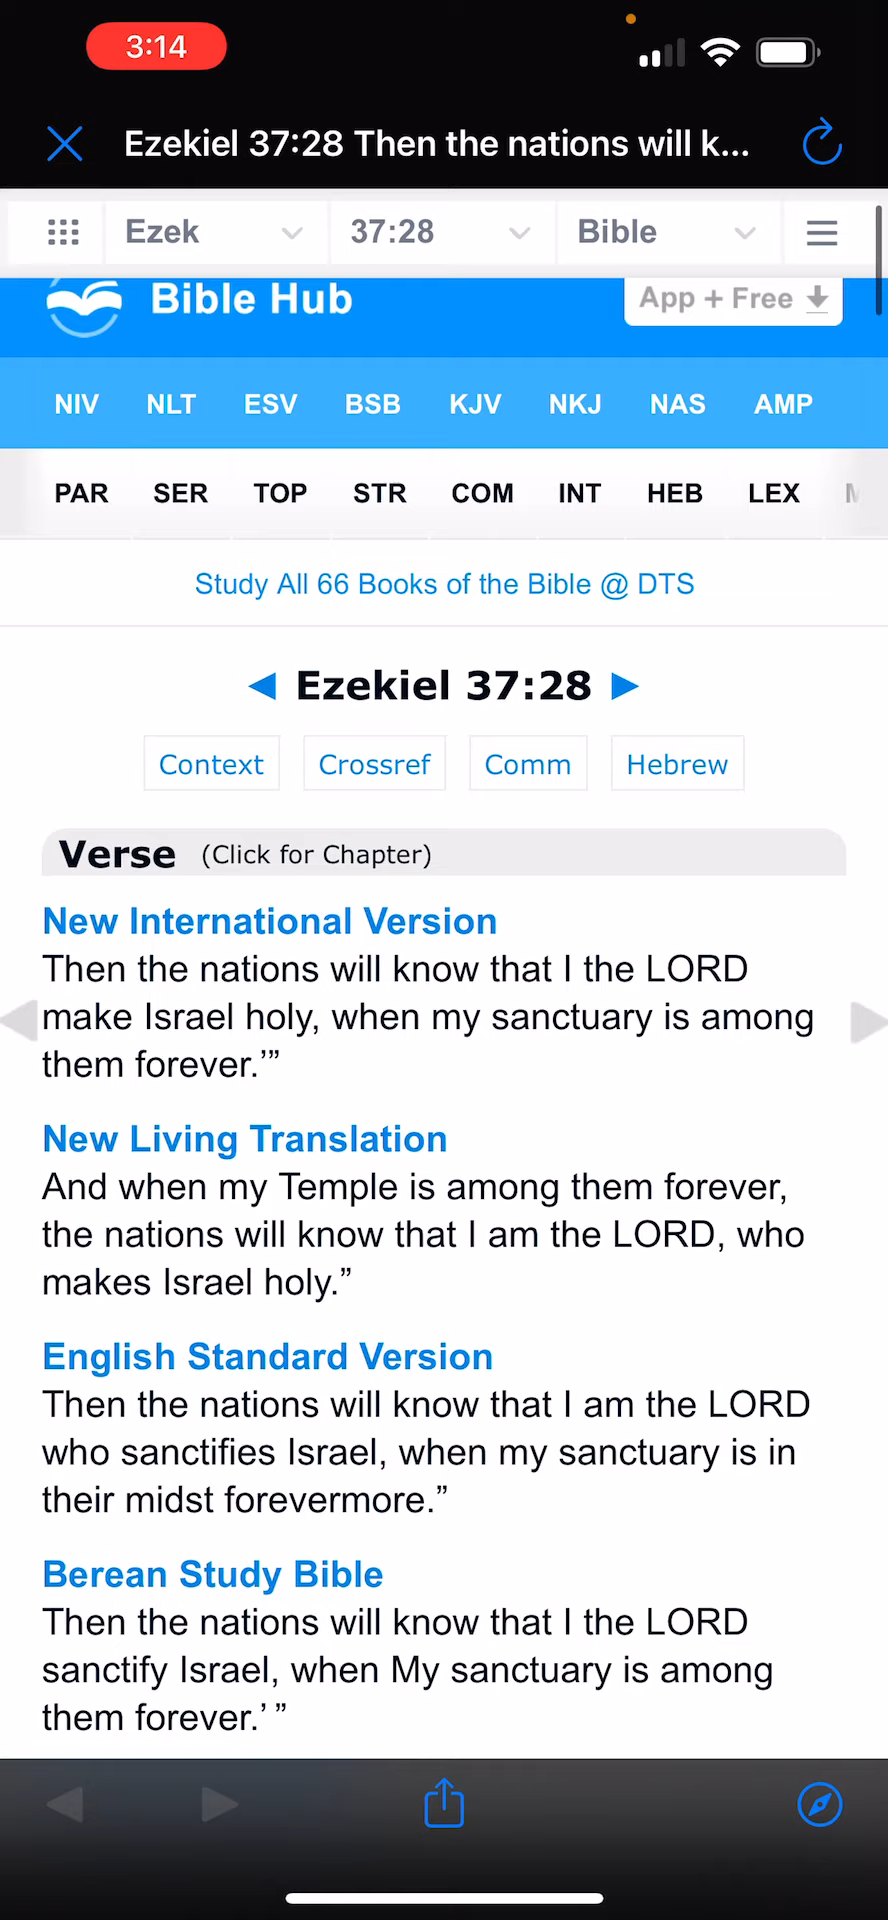 3:14
Ezekiel 37:28 Then the nations will k...
Ezek 37:28 Bible
Bible Hub App + Free
NIV NLT ESV BSB KJV NKJ NAS AMP
PAR SER TOP STR COM INT HEB LEX
Study All 66 Books of the Bible @ DTS
Ezekiel 37:28
Context Crossref Comm Hebrew
Verse (Click for Chapter)
New International Version
Then the nations will know that I the LORD
make Israel holy, when my sanctuary is among
them forever.’”
New Living Translation
And when my Temple is among them forever,
the nations will know that I am the LORD, who
makes Israel holy.”
English Standard Version
Then the nations will know that I am the LORD
who sanctifies Israel, when my sanctuary is in
their midst forevermore.”
Berean Study Bible
Then the nations will know that I the LORD
sanctify Israel, when My sanctuary is among
them forever.’ ”